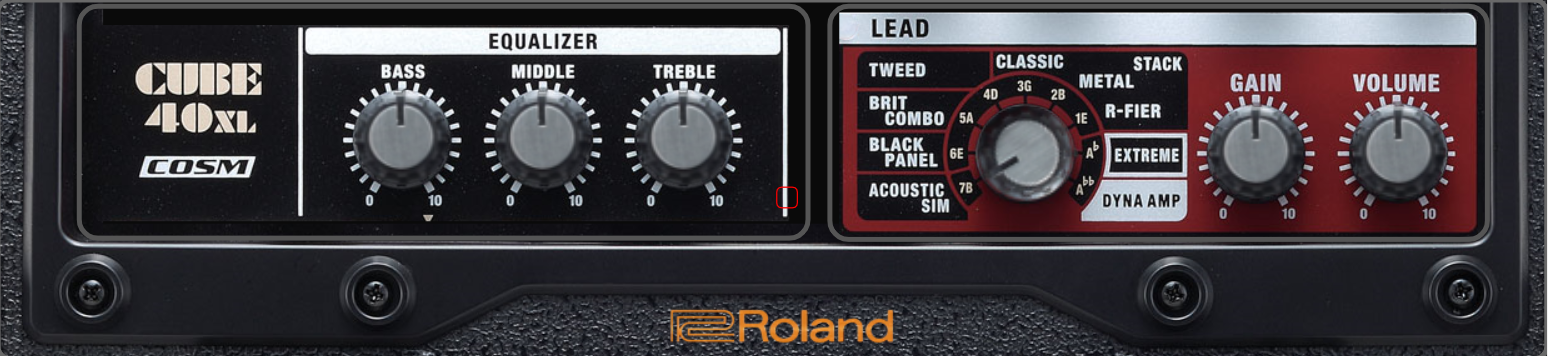 CUBE
40XL
COSM
EQUALIZER
BASS
MIDDLE
TREBLE
0 10
0 10
0 10
LEAD
TWEED
BRIT
COMBO
BLACK
PANEL
ACOUSTIC
SIM
CLASSIC
STACK
METAL
R-FIER
EXTREME
DYNA AMP
7B
6E
5A
4D
3G
2B
1E
A♭
A♭♭
GAIN
0 10
VOLUME
0 10
Roland